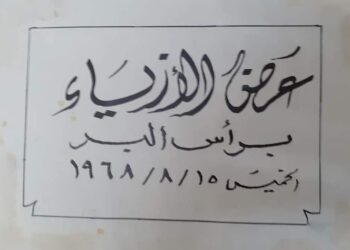 عرض الأزياء
برأس البر
الخميس ١٥/٨/١٩٦٨